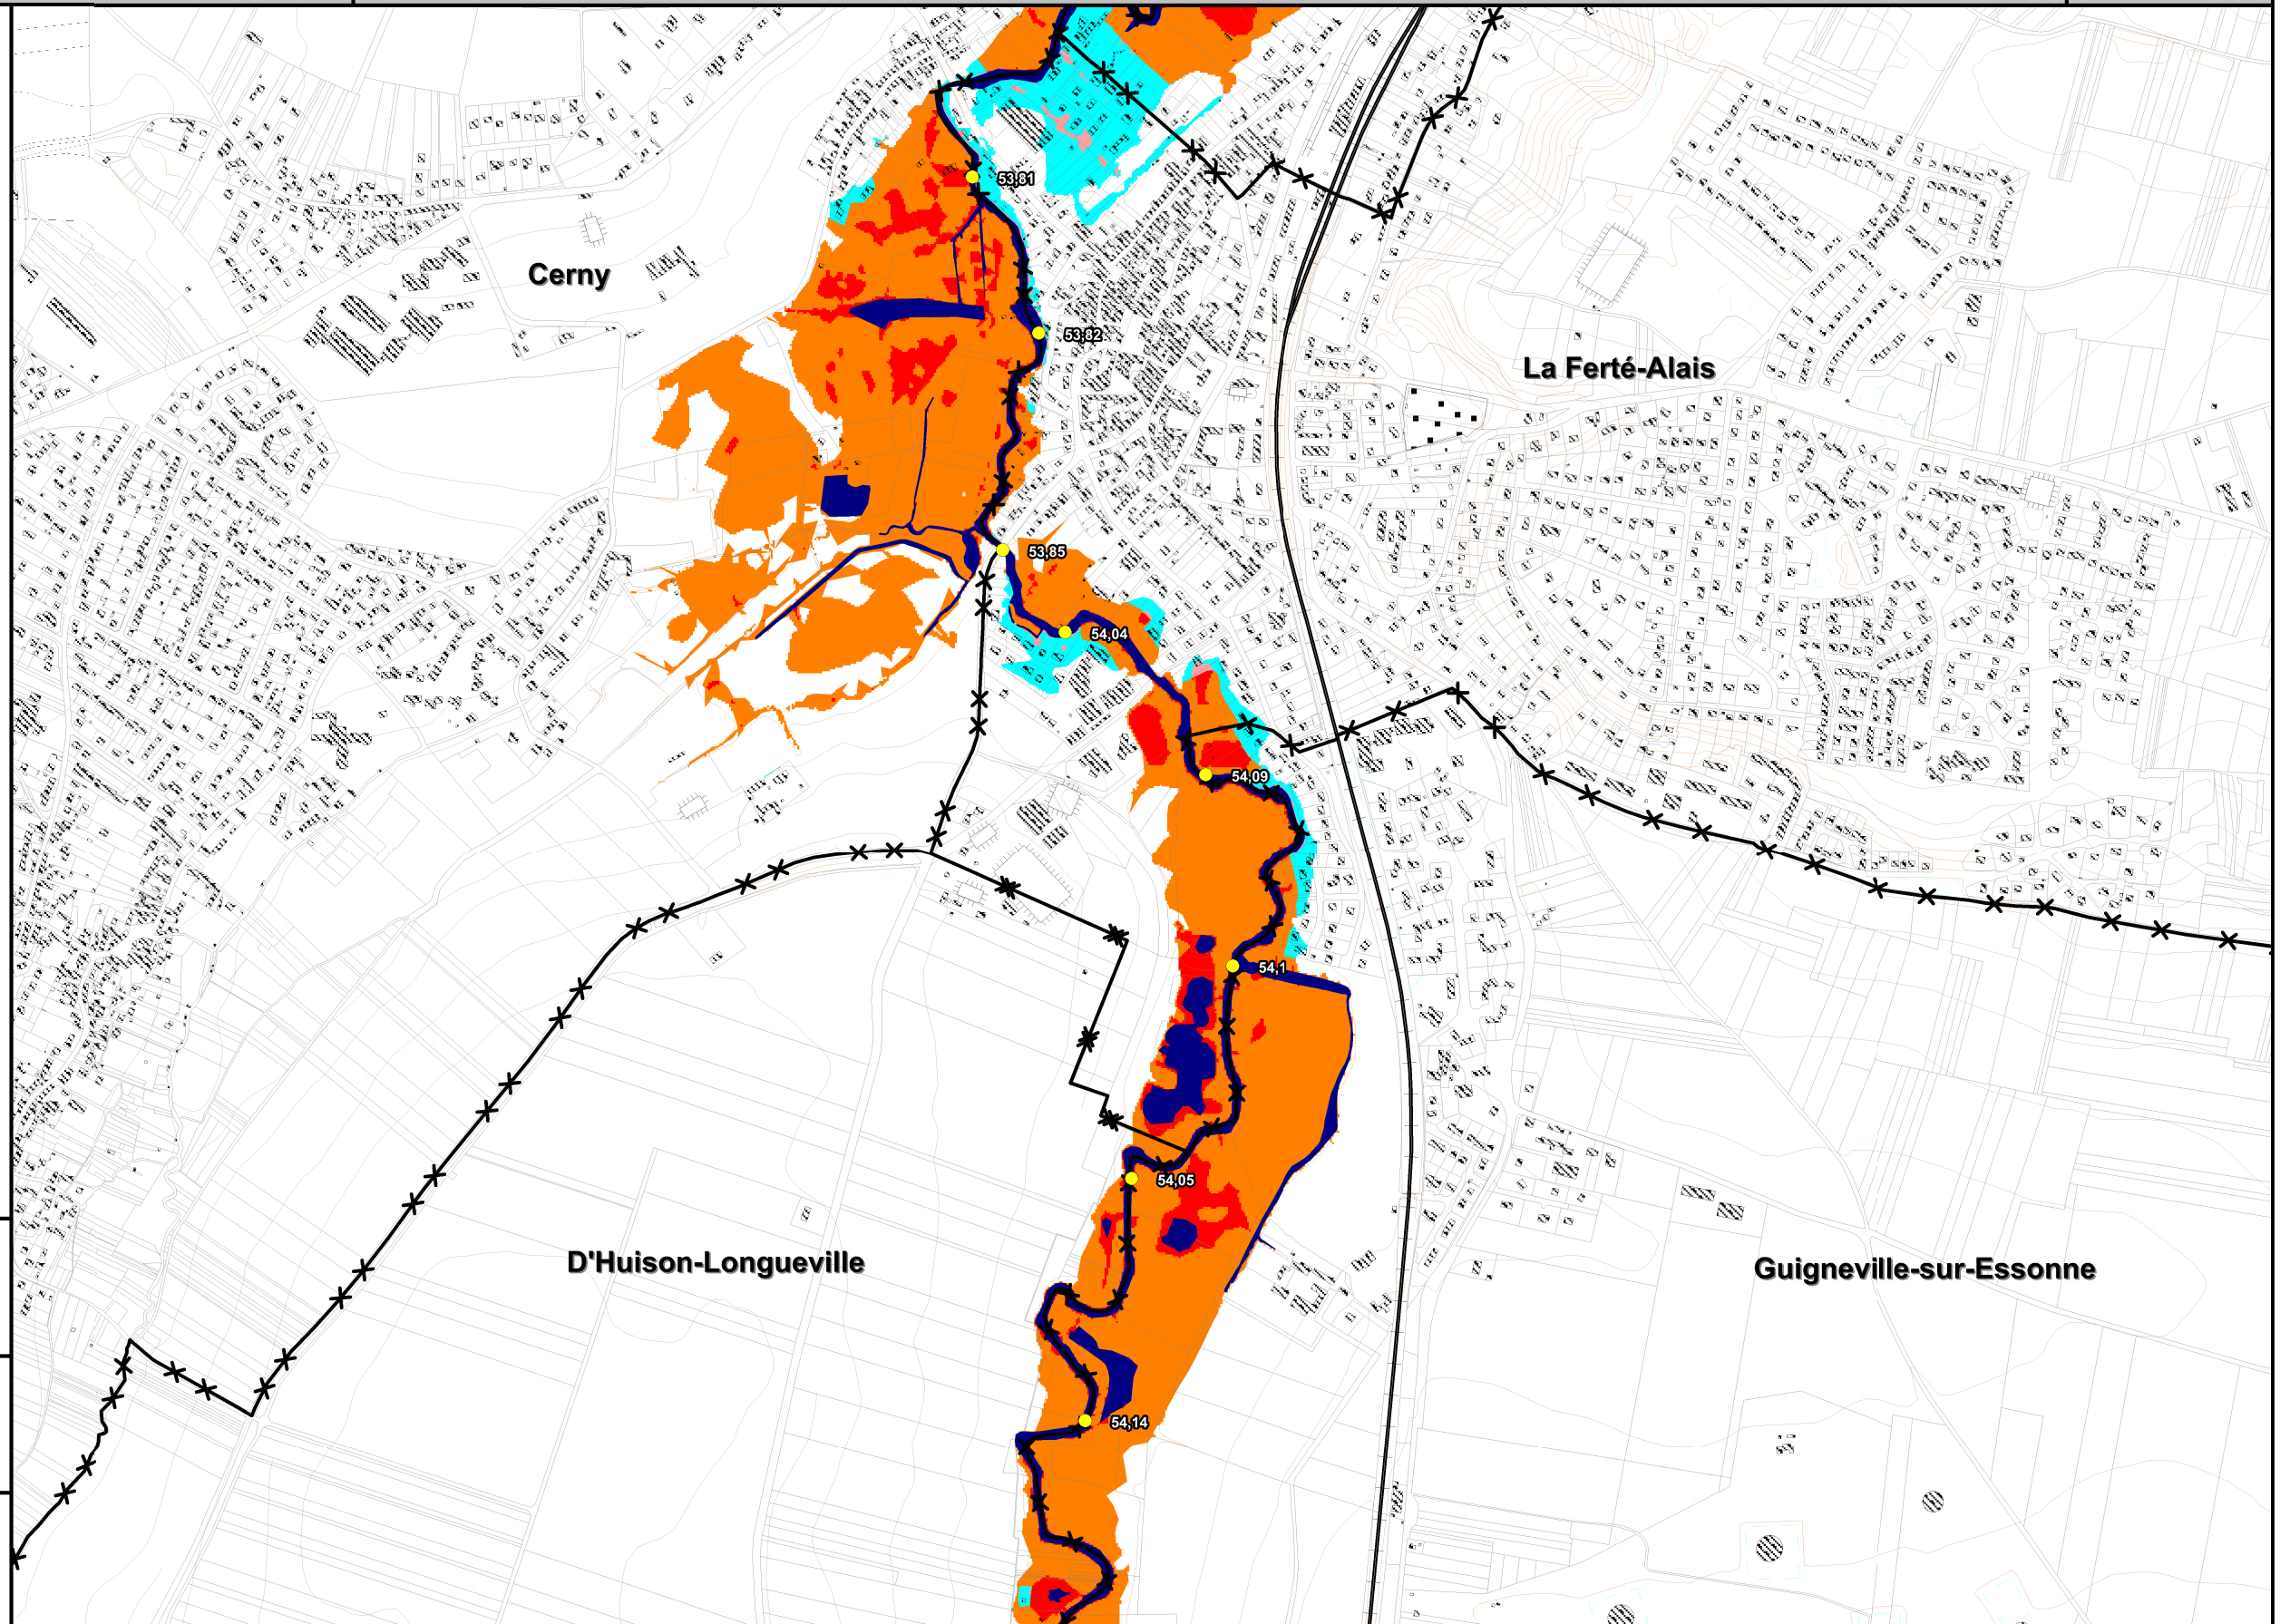 53,81
Cerny
53,82
La Ferté-Alais
53,85
54,04
54,09
54,1
54,05
D'Huison-Longueville
Guigneville-sur-Essonne
54,14